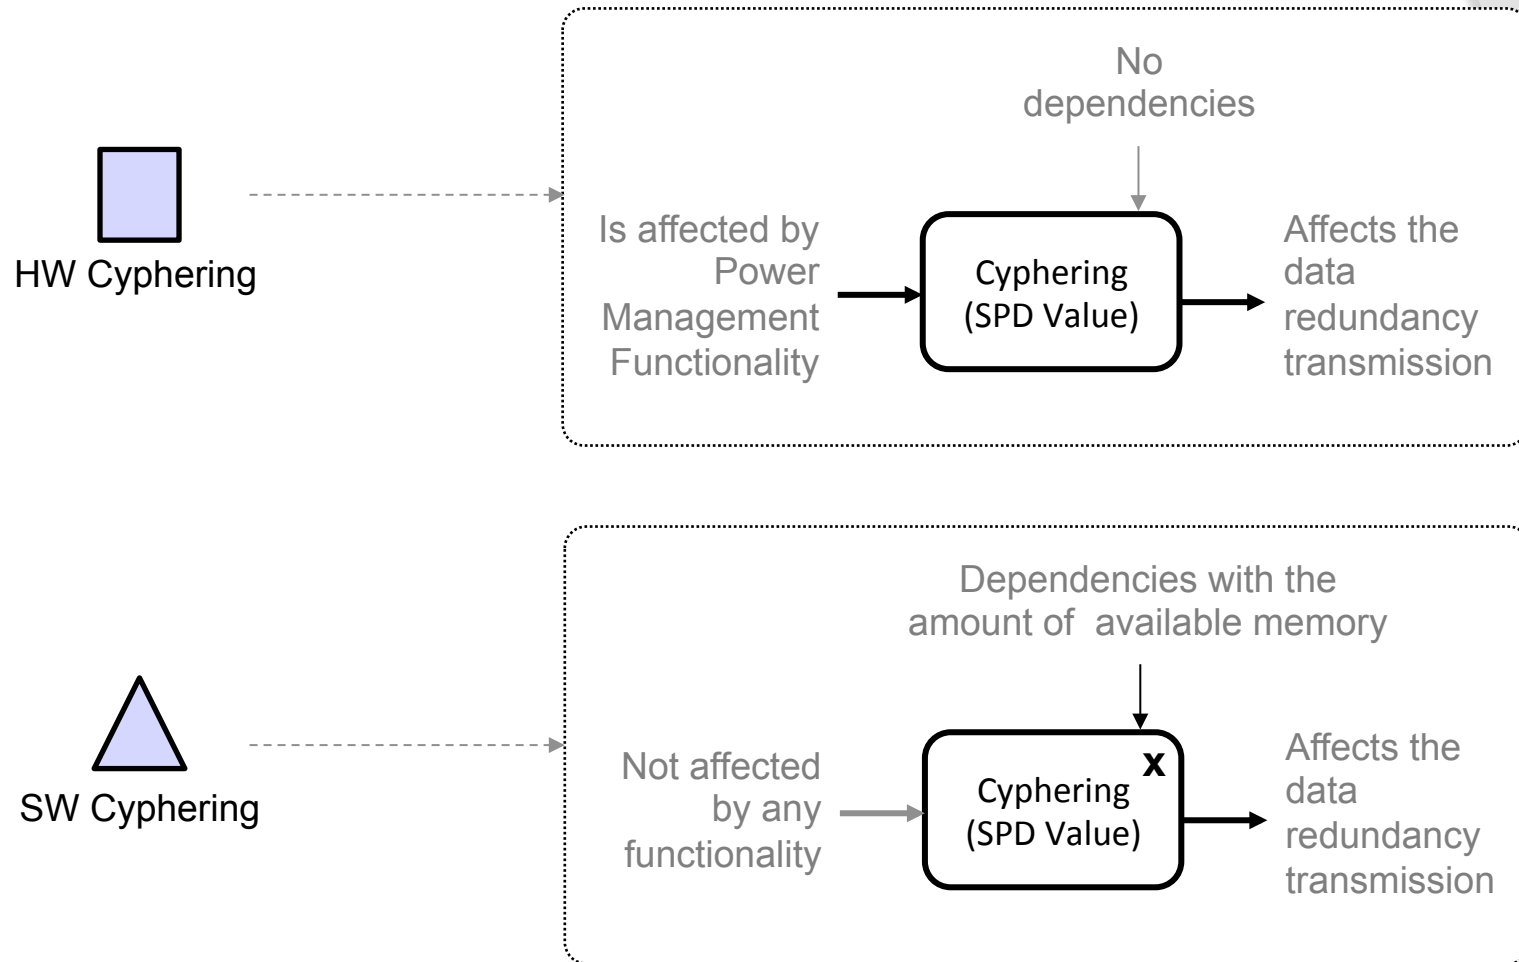 No
dependencies
HW Cyphering
Is affected by
Power
Management
Functionality
Cyphering
(SPD Value)
Affects the
data
redundancy
transmission
Dependencies with the
amount of  available memory
SW Cyphering
Not affected
by any
functionality
Cyphering
(SPD Value)
x
Affects the
data
redundancy
transmission